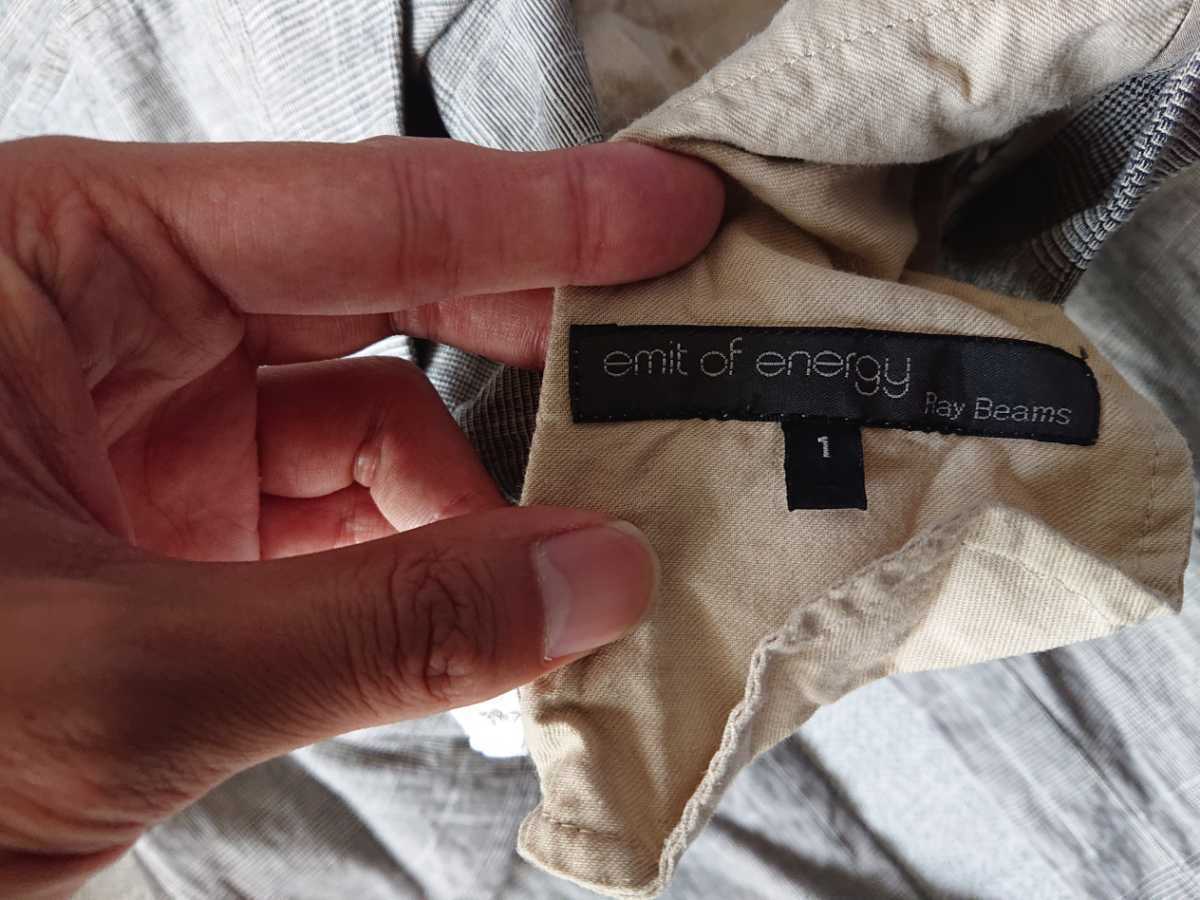 emit of energy
Ray Beams
1